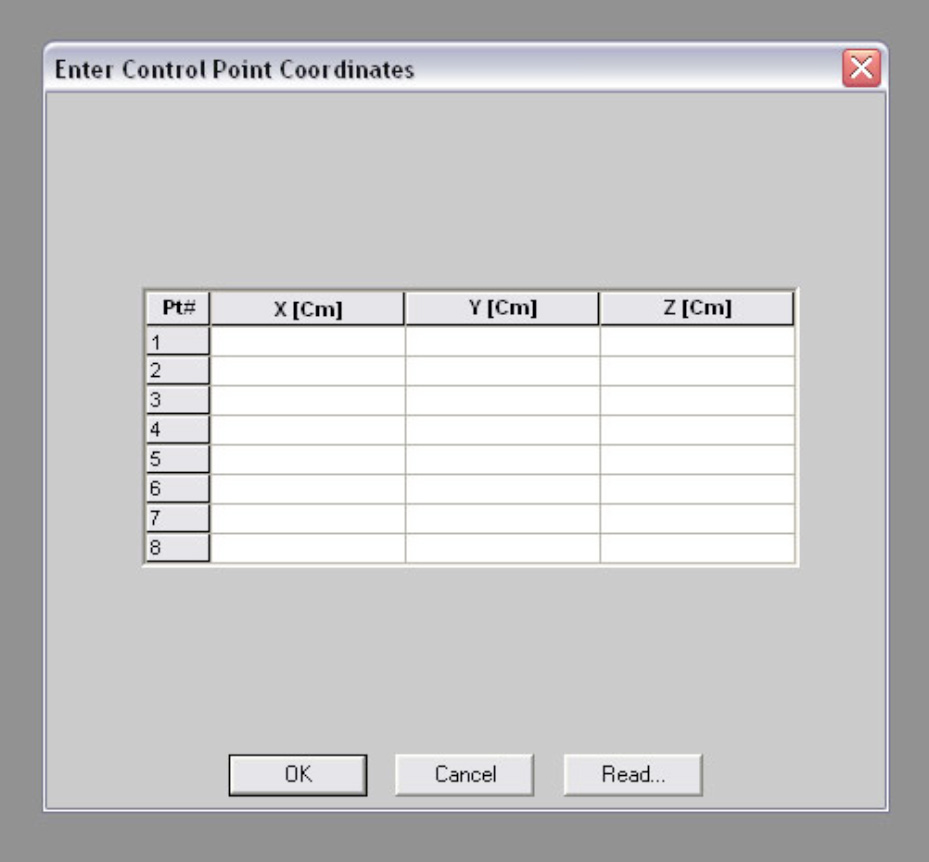 Enter Control Point Coordinates
Pt# X [Cm] Y [Cm] Z [Cm]
1
2
3
4
5
6
7
8
OK Cancel Read...